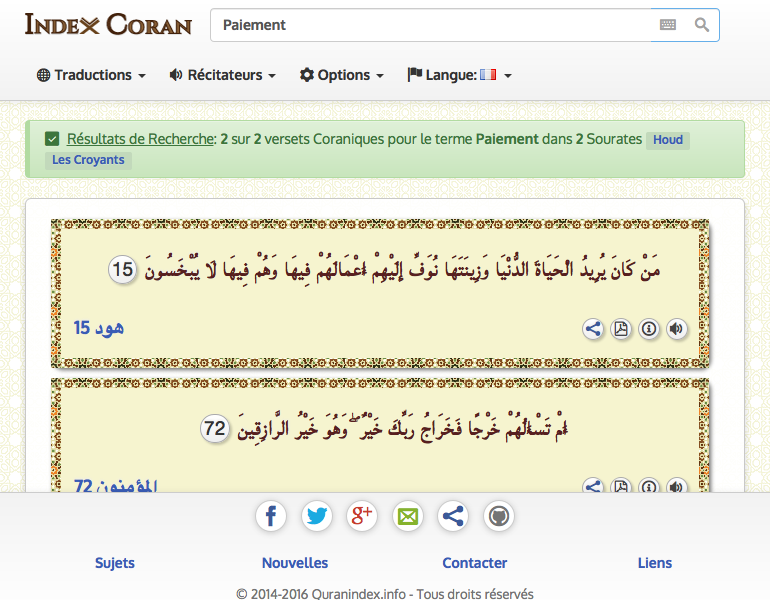 INDEX CORAN
Paiement
Traductions
Récitateurs
Options
Langue:
Résultats de Recherche: 2 sur 2 versets Coraniques pour le terme Paiement dans 2 Sourates Houd
Les Croyants
مَنْ كَانَ يُرِيدُ الْحَيَاةَ الدُّنْيَا وَزِينَتَهَا نُوَفِّ إِلَيْهِمْ أَعْمَالَهُمْ فِيهَا وَهُمْ فِيهَا لَا يُبْخَسُونَ 15
هود 15
أَمْ تَسْأَلُهُمْ خَرْجًا فَخَرَاجُ رَبِّكَ خَيْرٌ ۖ وَهُوَ خَيْرُ الرَّازِقِينَ 72
المؤمنون 72
Sujets
Nouvelles
Contacter
Liens
© 2014-2016 Quranindex.info - Tous droits réservés